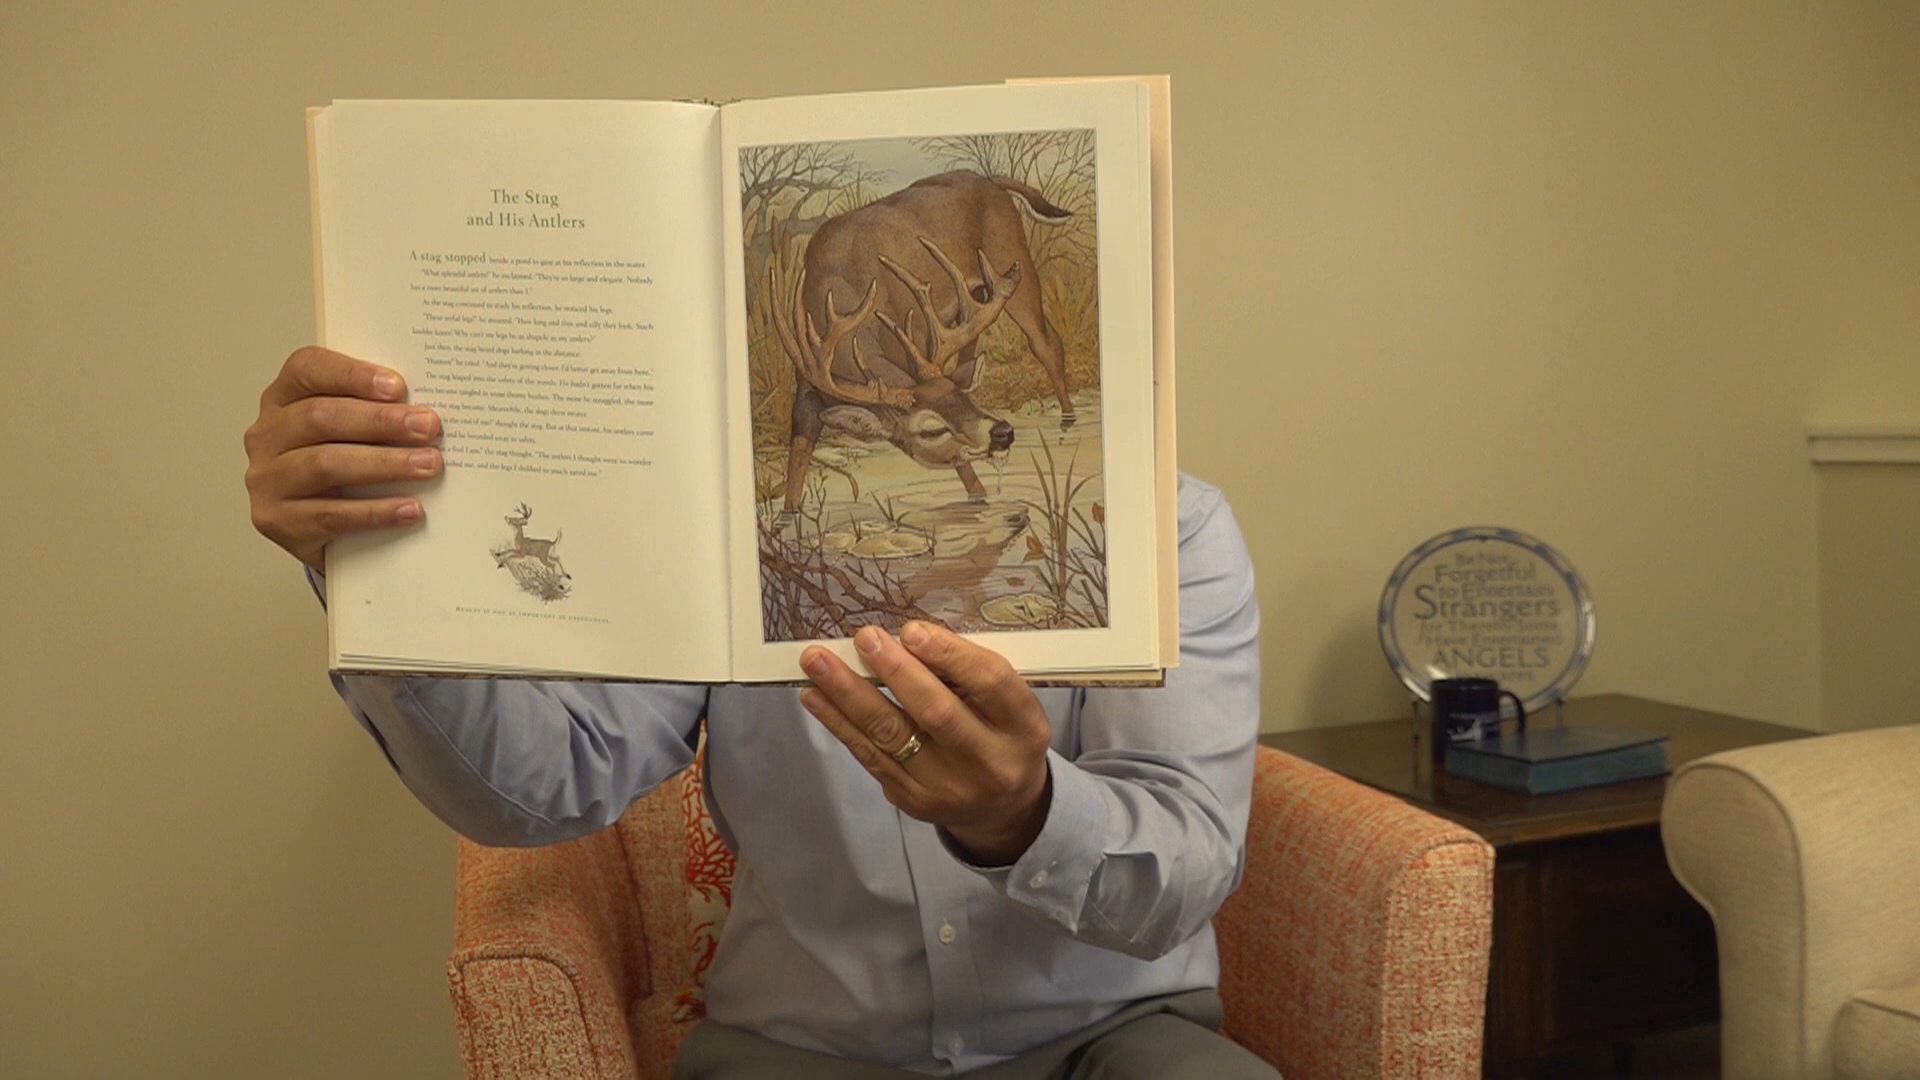 The Stag
and His Antlers
A stag stopped beside a pond to gaze at his reflection in the water.
"What splendid antlers!" he exclaimed. "They're so large and elegant. Nobody
has a more beautiful set of antlers than I."
As the stag continued to study his reflection, he noticed his legs.
"These awful legs!" he moaned. "How long and thin and silly they look. Such
knobby knees! Why can't my legs be as shapely as my antlers?"
Just then, the stag heard dogs barking in the distance.
"Hunters!" he cried. "And they're getting closer. I'd better get away from here."
The stag leaped into the safety of the woods. He hadn't gotten far when his
antlers became tangled in some thorny bushes. The more he struggled, the more
tangled the stag became. Meanwhile, the dogs drew nearer.
is the end of me!" thought the stag. But at that instant, his antlers came
and he bounded away to safety.
a fool I am," the stag thought. "The antlers I thought were so wonder
killed me, and the legs I disliked so much saved me."
BEAUTY IS NOT AS IMPORTANT AS USEFULNESS.
Be Not
Forgetful
to Entertain
Strangers
for Thereby Some
Have Entertained
ANGELS